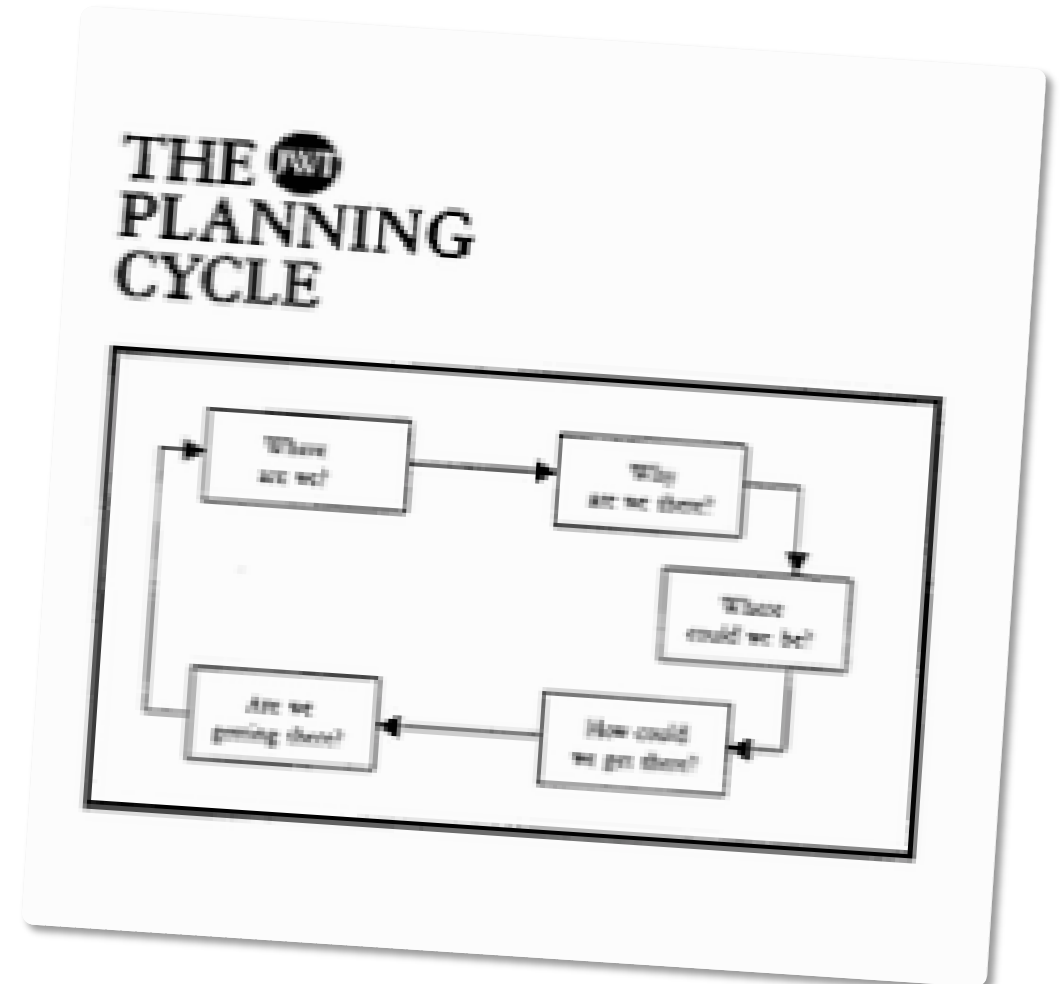 THE JWT
PLANNING
CYCLE
Where
are we?
Why
are we there?
Where
could we be?
How could
we get there?
Are we
getting there?